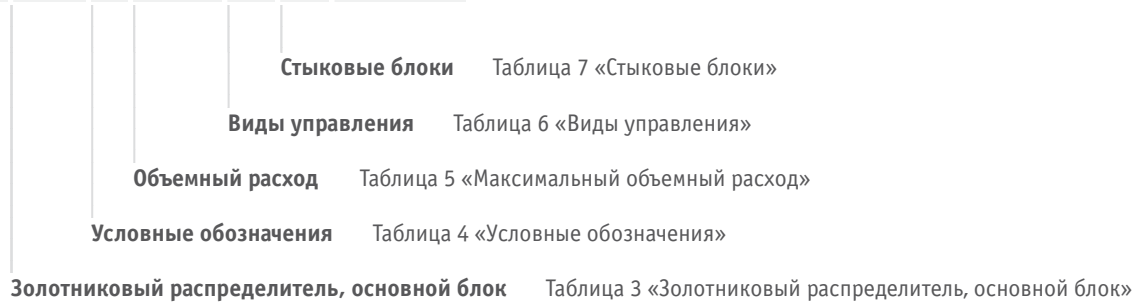 Стыковые блоки Таблица 7 «Стыковые блоки»
Виды управления Таблица 6 «Виды управления»
Объемный расход Таблица 5 «Максимальный объемный расход»
Условные обозначения Таблица 4 «Условные обозначения»
Золотниковый распределитель, основной блок Таблица 3 «Золотниковый распределитель, основной блок»